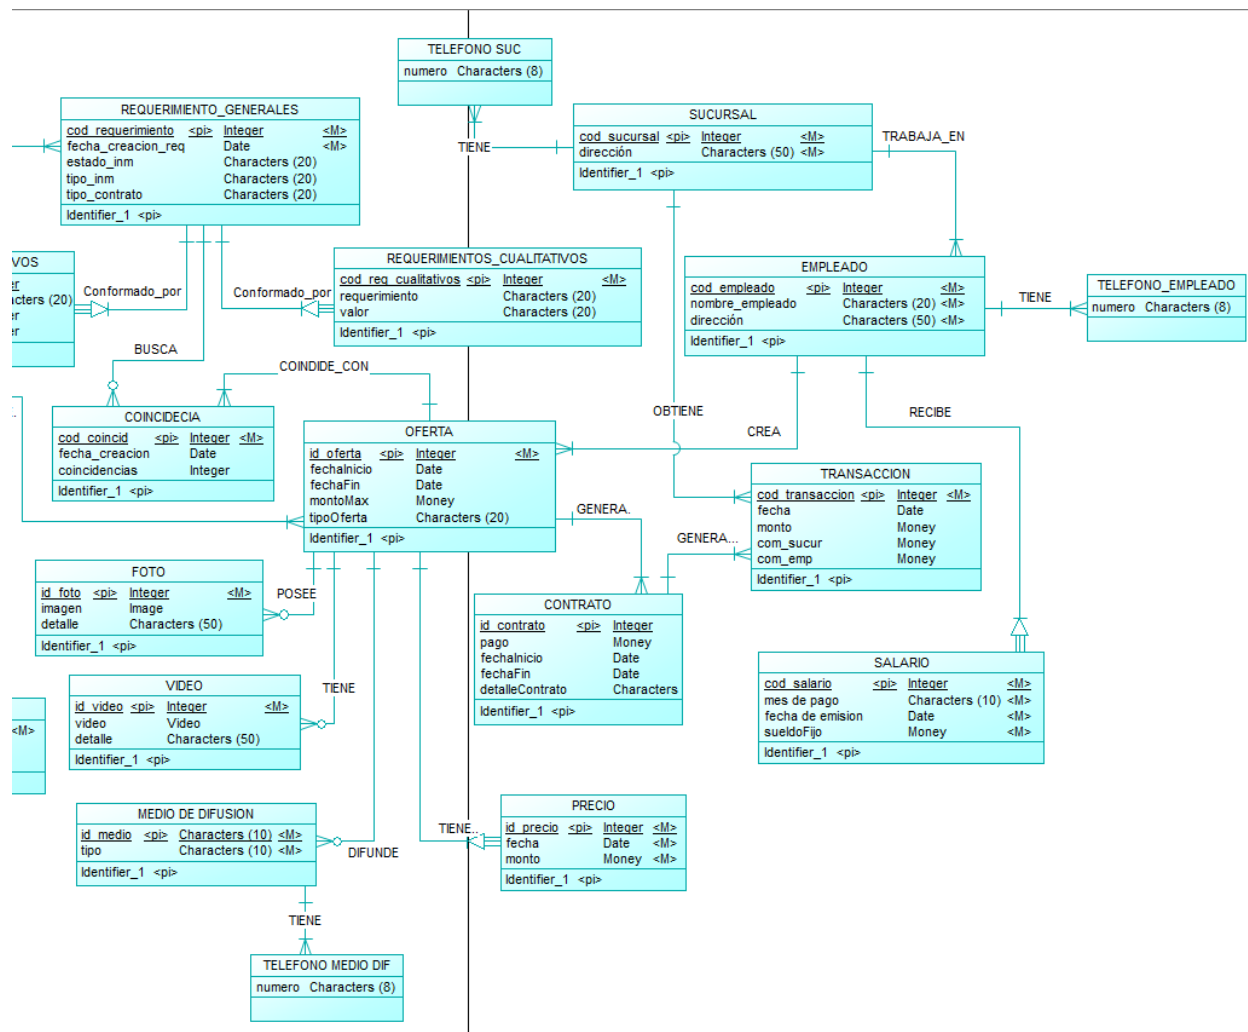 TELEFONO SUC
numero Characters (8)
REQUERIMIENTO_GENERALES
cod_requerimiento <pi> Integer <M>
fecha_creacion_req Date <M>
estado_inm Characters (20)
tipo_inm Characters (20)
tipo_contrato Characters (20)
Identifier_1 <pi>
TIENE
SUCURSAL
cod_sucursal <pi> Integer <M>
dirección Characters (50) <M>
Identifier_1 <pi>
TRABAJA_EN
VOS
acters (20)
Conformado_por
Conformado_por
REQUERIMIENTOS_CUALITATIVOS
cod_req_cualitativos <pi> Integer <M>
requerimiento Characters (20)
valor Characters (20)
Identifier_1 <pi>
EMPLEADO
cod_empleado <pi> Integer <M>
nombre_empleado Characters (20) <M>
dirección Characters (50) <M>
Identifier_1 <pi>
TIENE
TELEFONO_EMPLEADO
numero Characters (8)
BUSCA
COINDIDE_CON
COINCIDECIA
cod_coincid <pi> Integer <M>
fecha_creacion Date
coincidencias Integer
Identifier_1 <pi>
OFERTA
id_oferta <pi> Integer <M>
fechaInicio Date
fechaFin Date
montoMax Money
tipoOferta Characters (20)
Identifier_1 <pi>
OBTIENE
CREA
RECIBE
TRANSACCION
cod_transaccion <pi> Integer <M>
fecha Date
monto Money
com_sucur Money
com_emp Money
Identifier_1 <pi>
GENERA.
GENERA...
FOTO
id_foto <pi> Integer <M>
imagen Image
detalle Characters (50)
Identifier_1 <pi>
POSEE
CONTRATO
id_contrato <pi> Integer
pago Money
fechaInicio Date
fechaFin Date
detalleContrato Characters
Identifier_1 <pi>
VIDEO
id_video <pi> Integer <M>
video Video
detalle Characters (50)
Identifier_1 <pi>
TIENE
<M>
SALARIO
cod_salario <pi> Integer <M>
mes de pago Characters (10) <M>
fecha de emision Date <M>
sueldoFijo Money <M>
Identifier_1 <pi>
MEDIO DE DIFUSION
id_medio <pi> Characters (10) <M>
tipo Characters (10) <M>
Identifier_1 <pi>
DIFUNDE
TIENE...
PRECIO
id_precio <pi> Integer <M>
fecha Date <M>
monto Money <M>
Identifier_1 <pi>
TIENE
TELEFONO MEDIO DIF
numero Characters (8)